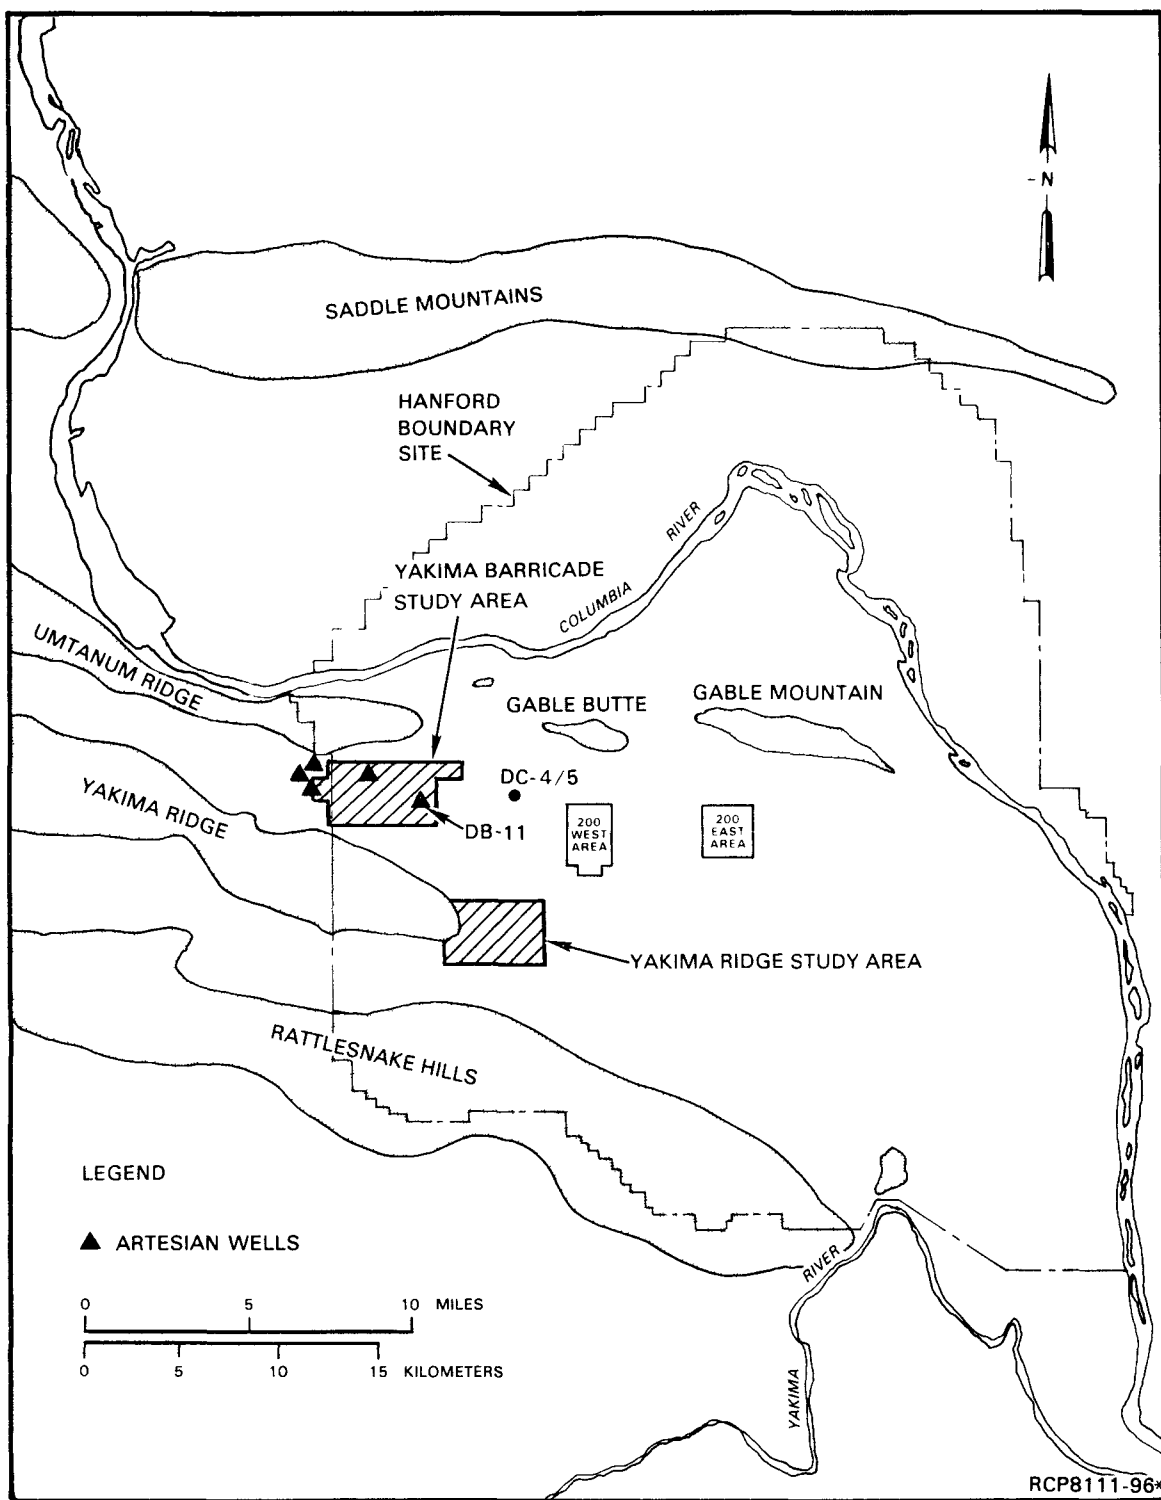 - N
SADDLE MOUNTAINS
HANFORD
BOUNDARY
SITE
RIVER
COLUMBIA
YAKIMA BARRICADE
STUDY AREA
UMTANUM RIDGE
GABLE BUTTE
GABLE MOUNTAIN
YAKIMA RIDGE
DC-4/5
DB-11
200
WEST
AREA
200
EAST
AREA
YAKIMA RIDGE STUDY AREA
RATTLESNAKE HILLS
LEGEND
ARTESIAN WELLS
0 5 10 MILES
0 5 10 15 KILOMETERS
RIVER
YAKIMA
RCP8111-96*